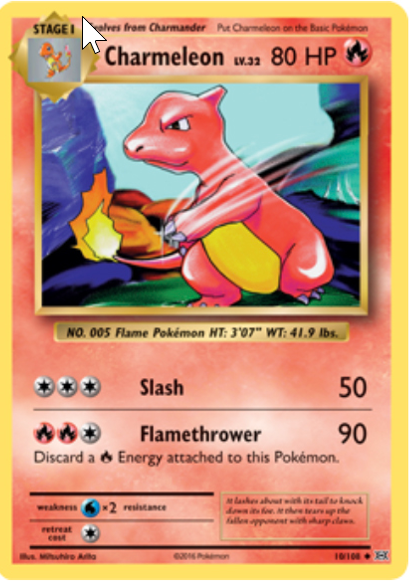 STAGE 1 Evolves from Charmander Put Charmeleon on the Basic Pokémon
Charmeleon LV.32 80 HP
NO. 005 Flame Pokémon HT: 3'07" WT: 41.9 lbs.
Slash 50
Flamethrower 90
Discard a Energy attached to this Pokémon.
weakness ×2 resistance
retreat cost
It lashes about with its tail to knock
down its foe. It then tears up the
fallen opponent with sharp claws.
Illus. Mitsuhiro Arita ©2016 Pokémon 10/108